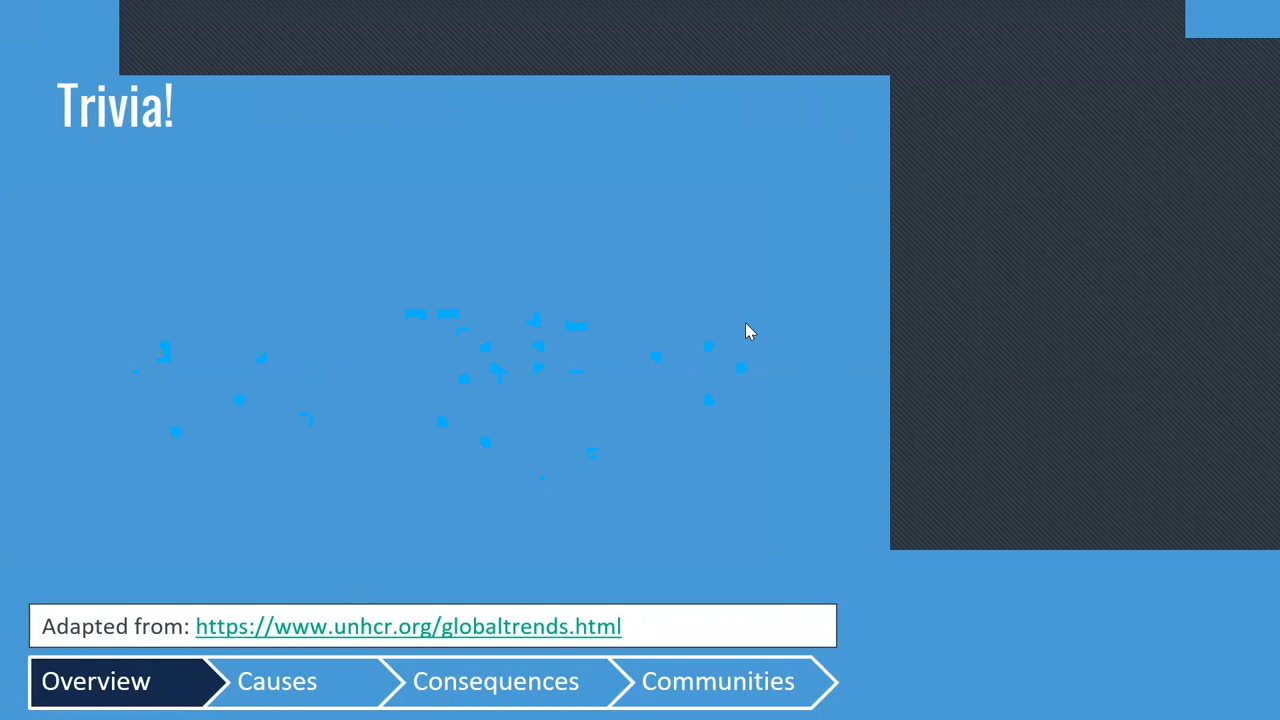 Trivia!
Adapted from: https://www.unhcr.org/globaltrends.html
Overview Causes Consequences Communities